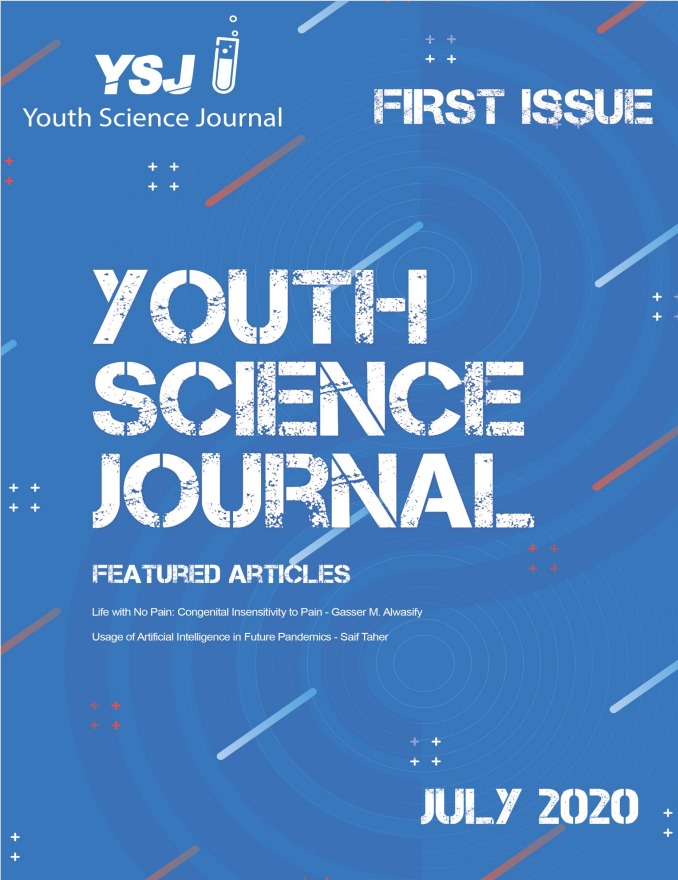 YSJ
Youth Science Journal
FIRST ISSUE
YOUTH
SCIENCE
JOURNAL
FEATURED ARTICLES
Life with No Pain: Congenital Insensitivity to Pain - Gasser M. Alwasify
Usage of Artificial Intelligence in Future Pandemics - Saif Taher
JULY 2020